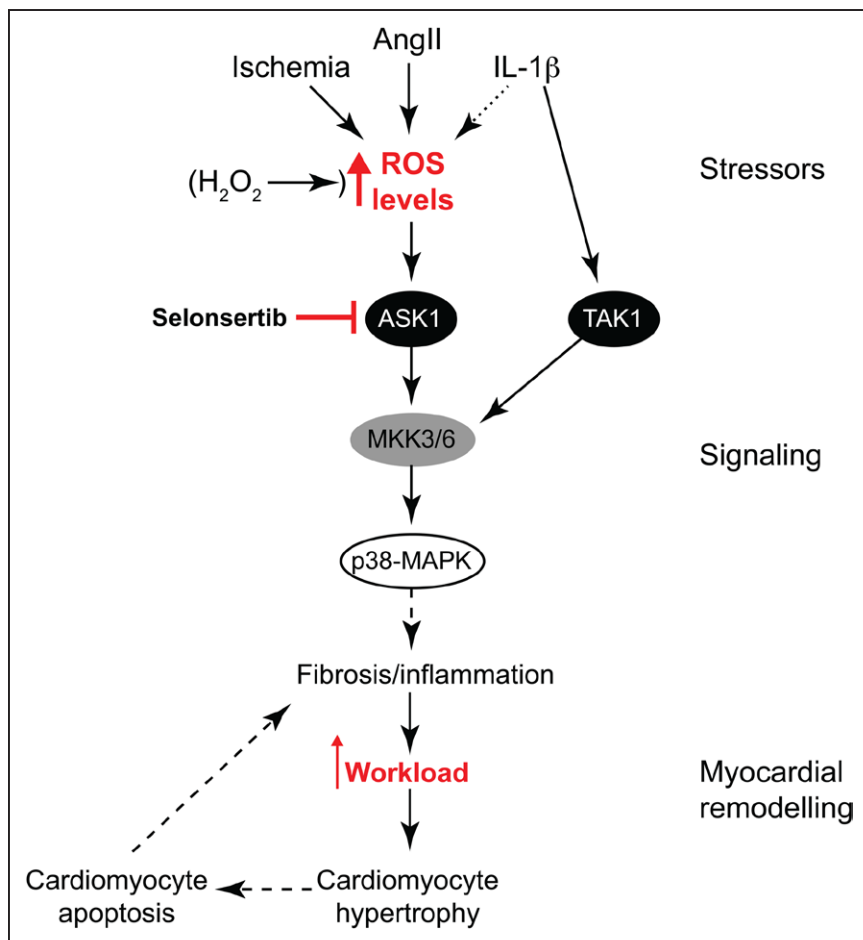 AngII
Ischemia
IL-1β
(H₂O₂ )
ROS
levels
Stressors
Selonsertib
ASK1
TAK1
MKK3/6
Signaling
p38-MAPK
Fibrosis/inflammation
Workload
Myocardial
remodelling
Cardiomyocyte
apoptosis
Cardiomyocyte
hypertrophy